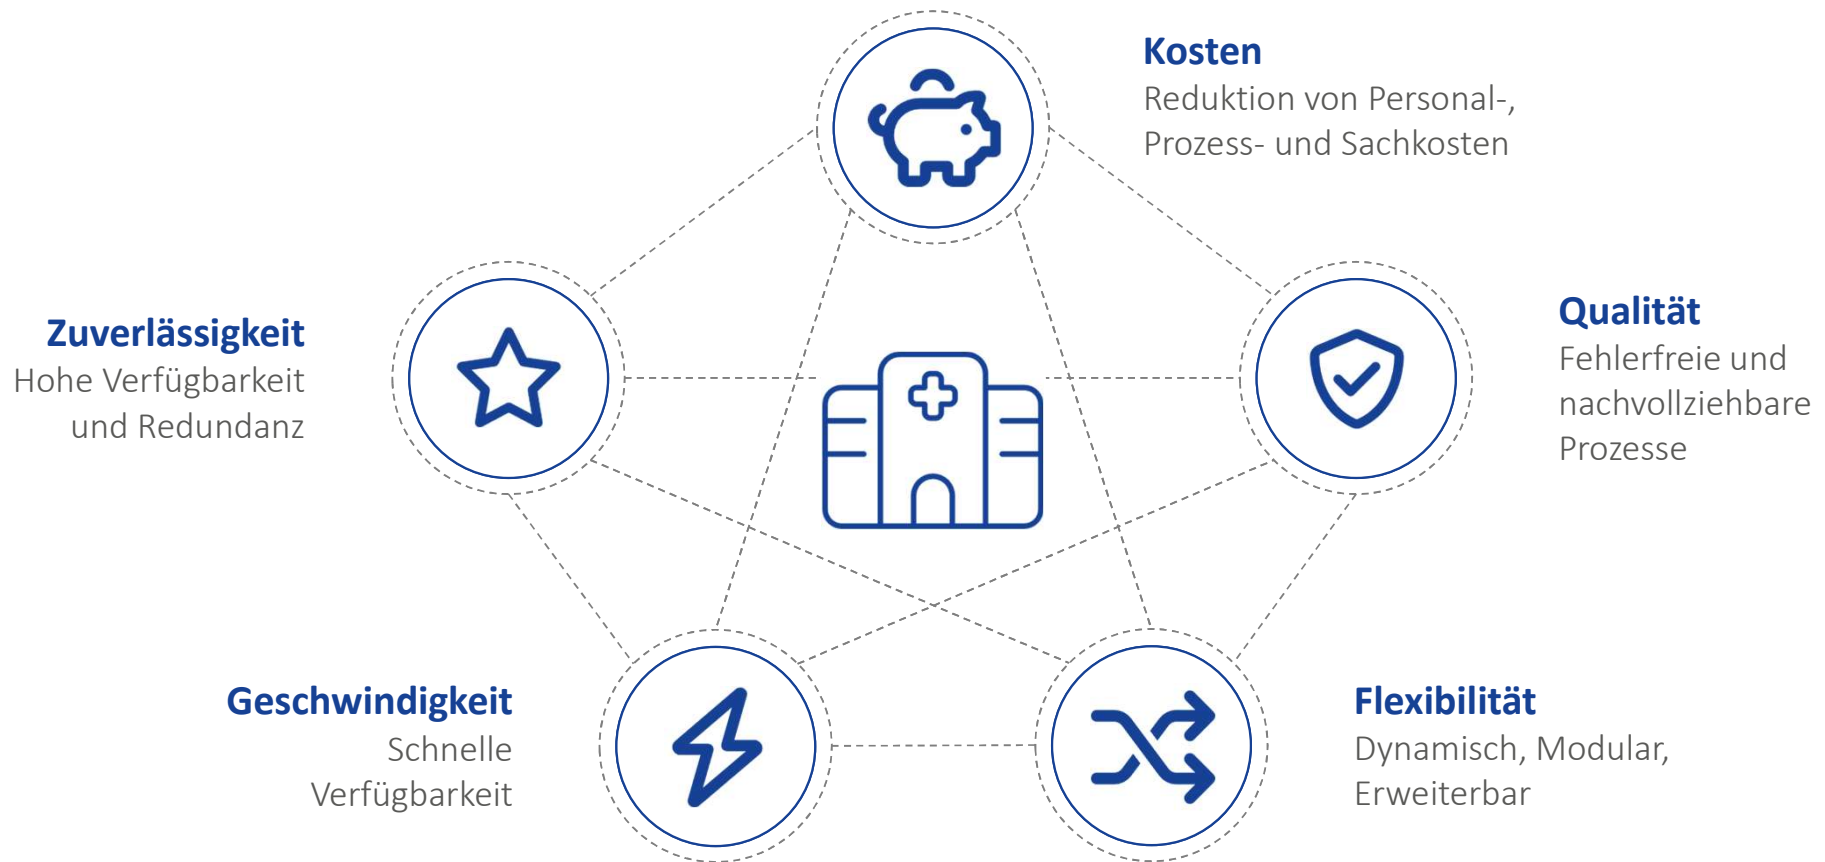 Kosten
Reduktion von Personal-,
Prozess- und Sachkosten
Zuverlässigkeit
Hohe Verfügbarkeit
und Redundanz
Qualität
Fehlerfreie und
nachvollziehbare
Prozesse
Geschwindigkeit
Schnelle
Verfügbarkeit
Flexibilität
Dynamisch, Modular,
Erweiterbar